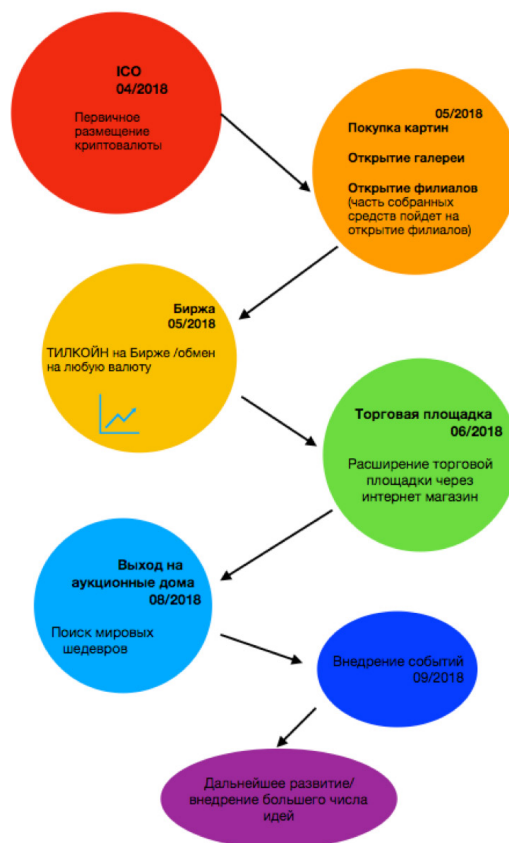 ICO
04/2018
Первичное
размещение
криптовалюты
05/2018
Покупка картин
Открытие галереи
Открытие филиалов
(часть собранных
средств пойдет на
открытие филиалов)
Биржа
05/2018
ТИЛКОЙН на Бирже /обмен
на любую валюту
Торговая площадка
06/2018
Расширение торговой
площадки через
интернет магазин
Выход на
аукционные дома
08/2018
Поиск мировых
шедевров
Внедрение событий
09/2018
Дальнейшее развитие/
внедрение большего числа
идей